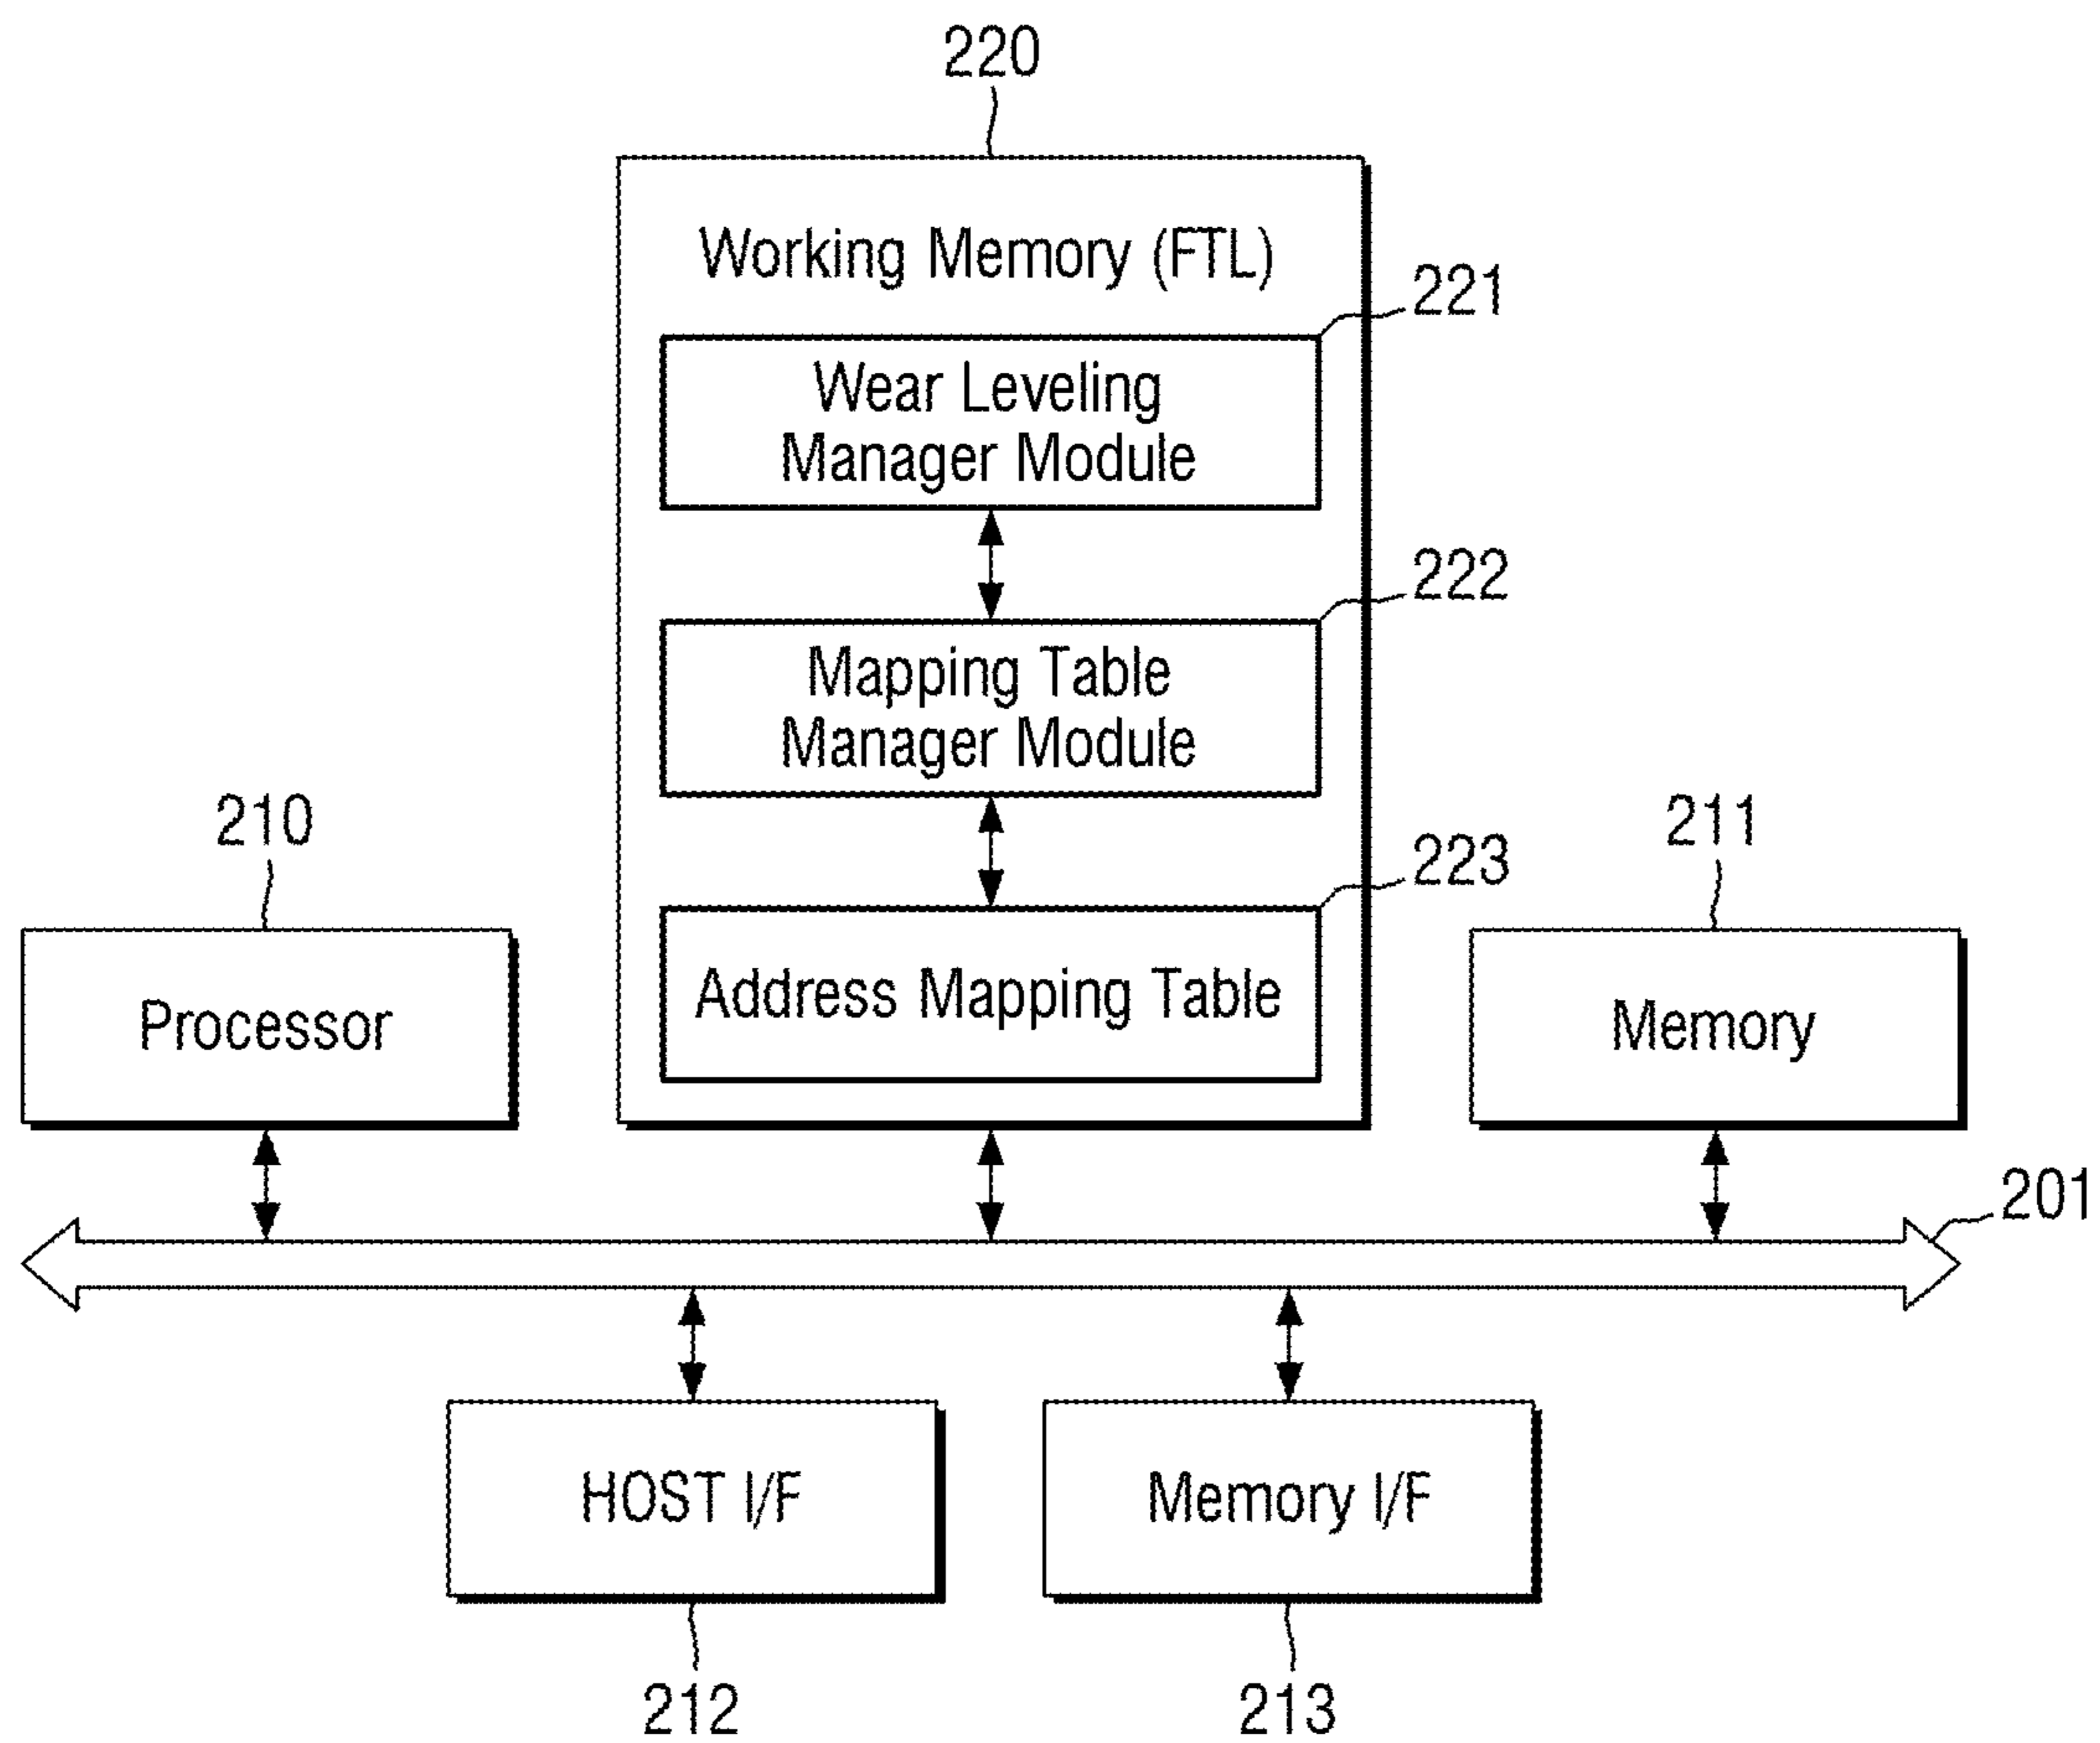 220
Working Memory (FTL)
221
Wear Leveling
Manager Module
222
Mapping Table
Manager Module
210
211
223
Processor
Address Mapping Table
Memory
201
HOST I/F
Memory I/F
212
213